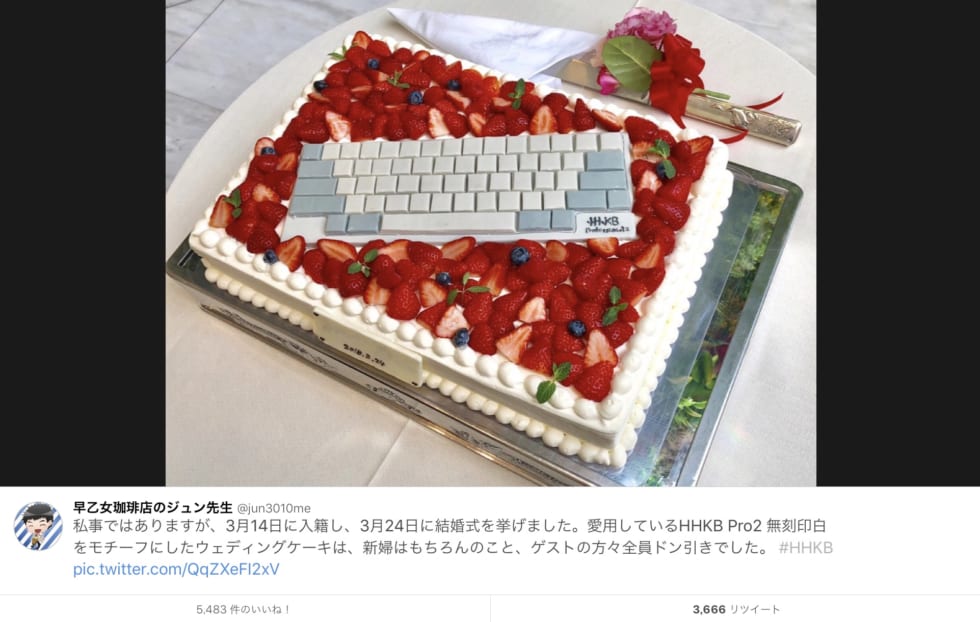 HHKB
Professional2
早乙女珈琲店のジュン先生 @jun3010me
私事ではありますが、3月14日に入籍し、3月24日に結婚式を挙げました。愛用しているHHKB Pro2 無刻印白
をモチーフにしたウェディングケーキは、新婦はもちろんのこと、ゲストの方々全員ドン引きでした。 #HHKB
pic.twitter.com/QqZXeFI2xV
5,483 件のいいね！
3,666 リツイート